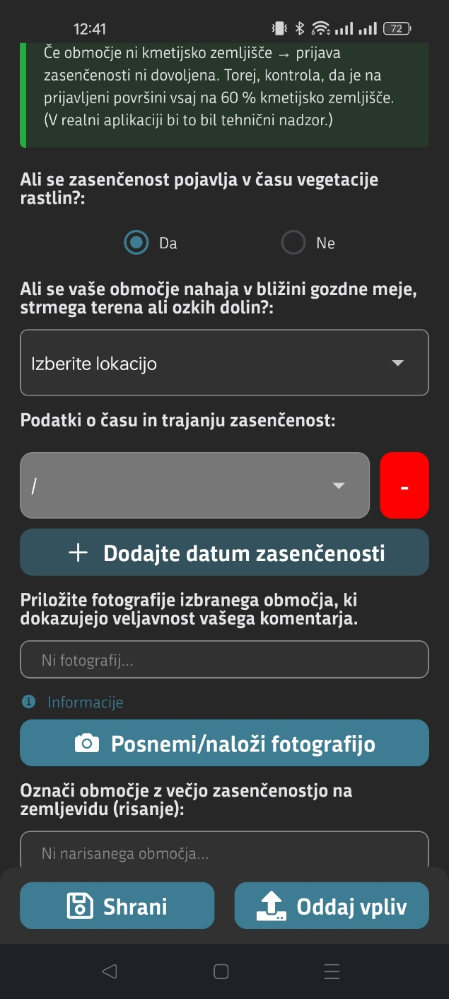 12:41
72
Če območje ni kmetijsko zemljišče → prijava
zasenčenosti ni dovoljena. Torej, kontrola, da je na
prijavljeni površini vsaj na 60 % kmetijsko zemljišče.
(V realni aplikaciji bi to bil tehnični nadzor.)
Ali se zasenčenost pojavlja v času vegetacije
rastlin?:
Da
Ne
Ali se vaše območje nahaja v bližini gozdne meje,
strmega terena ali ozkih dolin?:
Izberite lokacijo
Podatki o času in trajanju zasenčenost:
/
-
Dodajte datum zasenčenosti
Priložite fotografije izbranega območja, ki
dokazujejo veljavnost vašega komentarja.
Ni fotografij...
Informacije
Posnemi/naloži fotografijo
Označi območje z večjo zasenčenostjo na
zemljevidu (risanje):
Ni narisanega območja...
Shrani
Oddaj vpliv